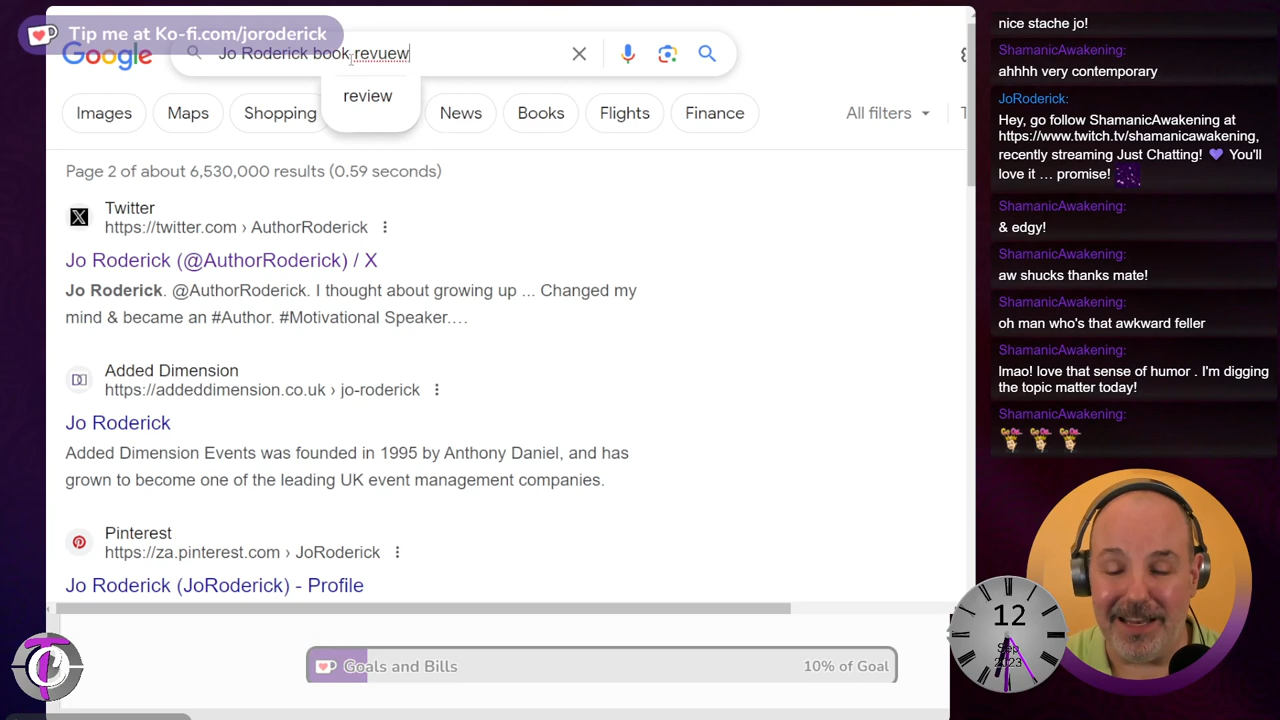 Tip me at Ko-fi.com/joroderick
Google
Jo Roderick book revuew
review
Images
Maps
Shopping
News
Books
Flights
Finance
All filters
Page 2 of about 6,530,000 results (0.59 seconds)
Twitter
https://twitter.com › AuthorRoderick
Jo Roderick (@AuthorRoderick) / X
Jo Roderick. @AuthorRoderick. I thought about growing up ... Changed my
mind & became an #Author. #Motivational Speaker....
Added Dimension
https://addeddimension.co.uk › jo-roderick
Jo Roderick
Added Dimension Events was founded in 1995 by Anthony Daniel, and has
grown to become one of the leading UK event management companies.
Pinterest
https://za.pinterest.com › JoRoderick
Jo Roderick (JoRoderick) - Profile
Goals and Bills
10% of Goal
nice stache jo!
ShamanicAwakening:
ahhhh very contemporary
JoRoderick:
Hey, go follow ShamanicAwakening at
https://www.twitch.tv/shamanicawakening,
recently streaming Just Chatting! 💜 You'll
love it … promise!
ShamanicAwakening:
& edgy!
ShamanicAwakening:
aw shucks thanks mate!
ShamanicAwakening:
oh man who's that awkward feller
ShamanicAwakening:
lmao! love that sense of humor . I'm digging
the topic matter today!
ShamanicAwakening:
12
Sep
2023